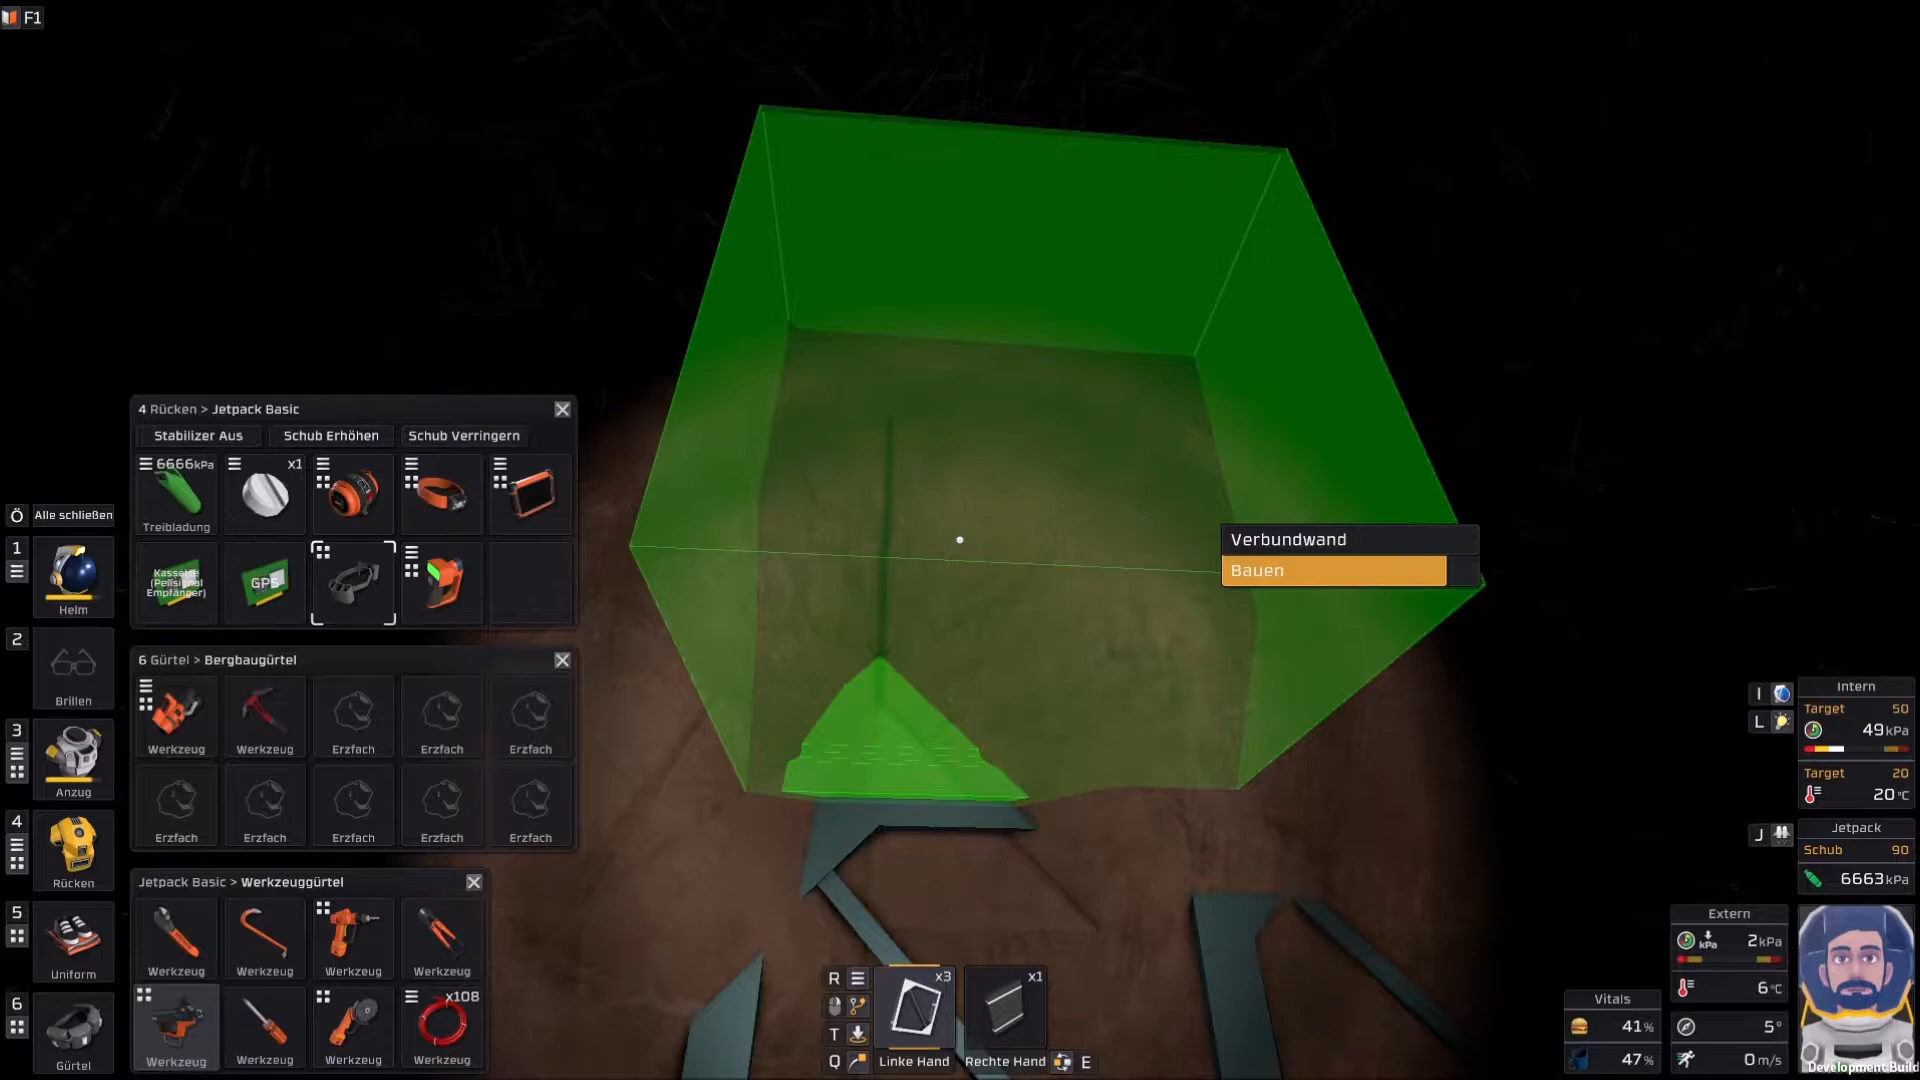 F1
4 Rücken > Jetpack Basic
Stabilizer Aus
Schub Erhöhen
Schub Verringern
6666kPa
x1
Treibladung
Kassette
(Peilsignal
Empfänger)
GPS
Ö
Alle schließen
1
Helm
2
Brillen
3
Anzug
4
Rücken
5
Uniform
6
Gürtel
6 Gürtel > Bergbaugürtel
Werkzeug
Werkzeug
Erzfach
Erzfach
Erzfach
Erzfach
Erzfach
Erzfach
Erzfach
Erzfach
Jetpack Basic > Werkzeuggürtel
Werkzeug
Werkzeug
Werkzeug
Werkzeug
x108
Werkzeug
Werkzeug
Werkzeug
Werkzeug
Verbundwand
Bauen
R
T
Q
x3
Linke Hand
x1
Rechte Hand
E
I
L
Intern
Target 50
49kPa
Target 20
20°C
J
Jetpack
Schub 90
6663kPa
Extern
kPa
2kPa
6°C
5°
0m/s
Vitals
41%
47%
Development Build